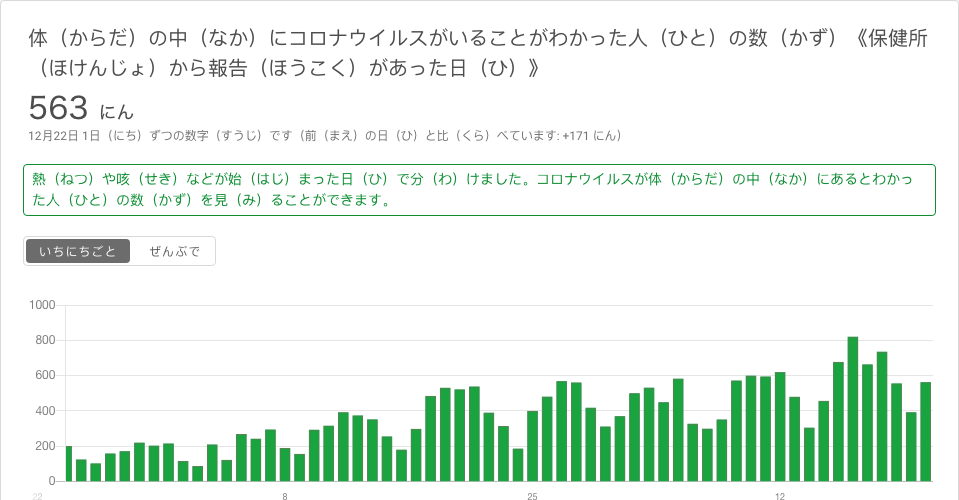 体（からだ）の中（なか）にコロナウイルスがいることがわかった人（ひと）の数（かず）《保健所
（ほけんじょ）から報告（ほうこく）があった日（ひ）》
563 にん
12月22日 1日（にち）ずつの数字（すうじ）です（前（まえ）の日（ひ）と比（くら）べています: +171 にん）
熱（ねつ）や咳（せき）などが始（はじ）まった日（ひ）で分（わ）けました。コロナウイルスが体（からだ）の中（なか）にあるとわかっ
た人（ひと）の数（かず）を見（み）ることができます。
いちにちごと ぜんぶで
1000
800
600
400
200
0
22 8 25 12